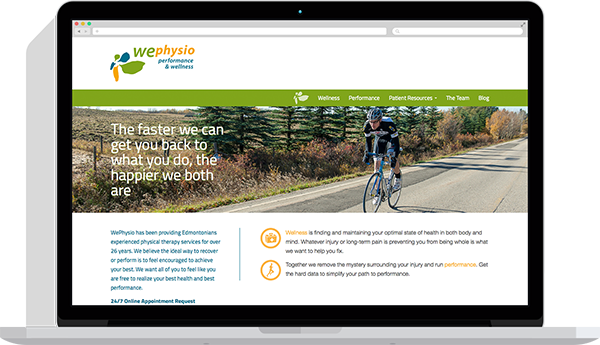 wephysio
performance
& wellness
Wellness Performance Patient Resources The Team Blog
The faster we can
get you back to
what you do, the
happier we both
are
WePhysio has been providing Edmontonians
experienced physical therapy services for over
26 years. We believe the ideal way to recover
or perform is to feel encouraged to achieve
your best. We want all of you to feel like you
are free to realize your best health and best
performance.
24/7 Online Appointment Request
Wellness is finding and maintaining your optimal state of health in both body and
mind. Whatever injury or long-term pain is preventing you from being whole is what
we want to help you fix.
Together we remove the mystery surrounding your injury and run performance. Get
the hard data to simplify your path to performance.